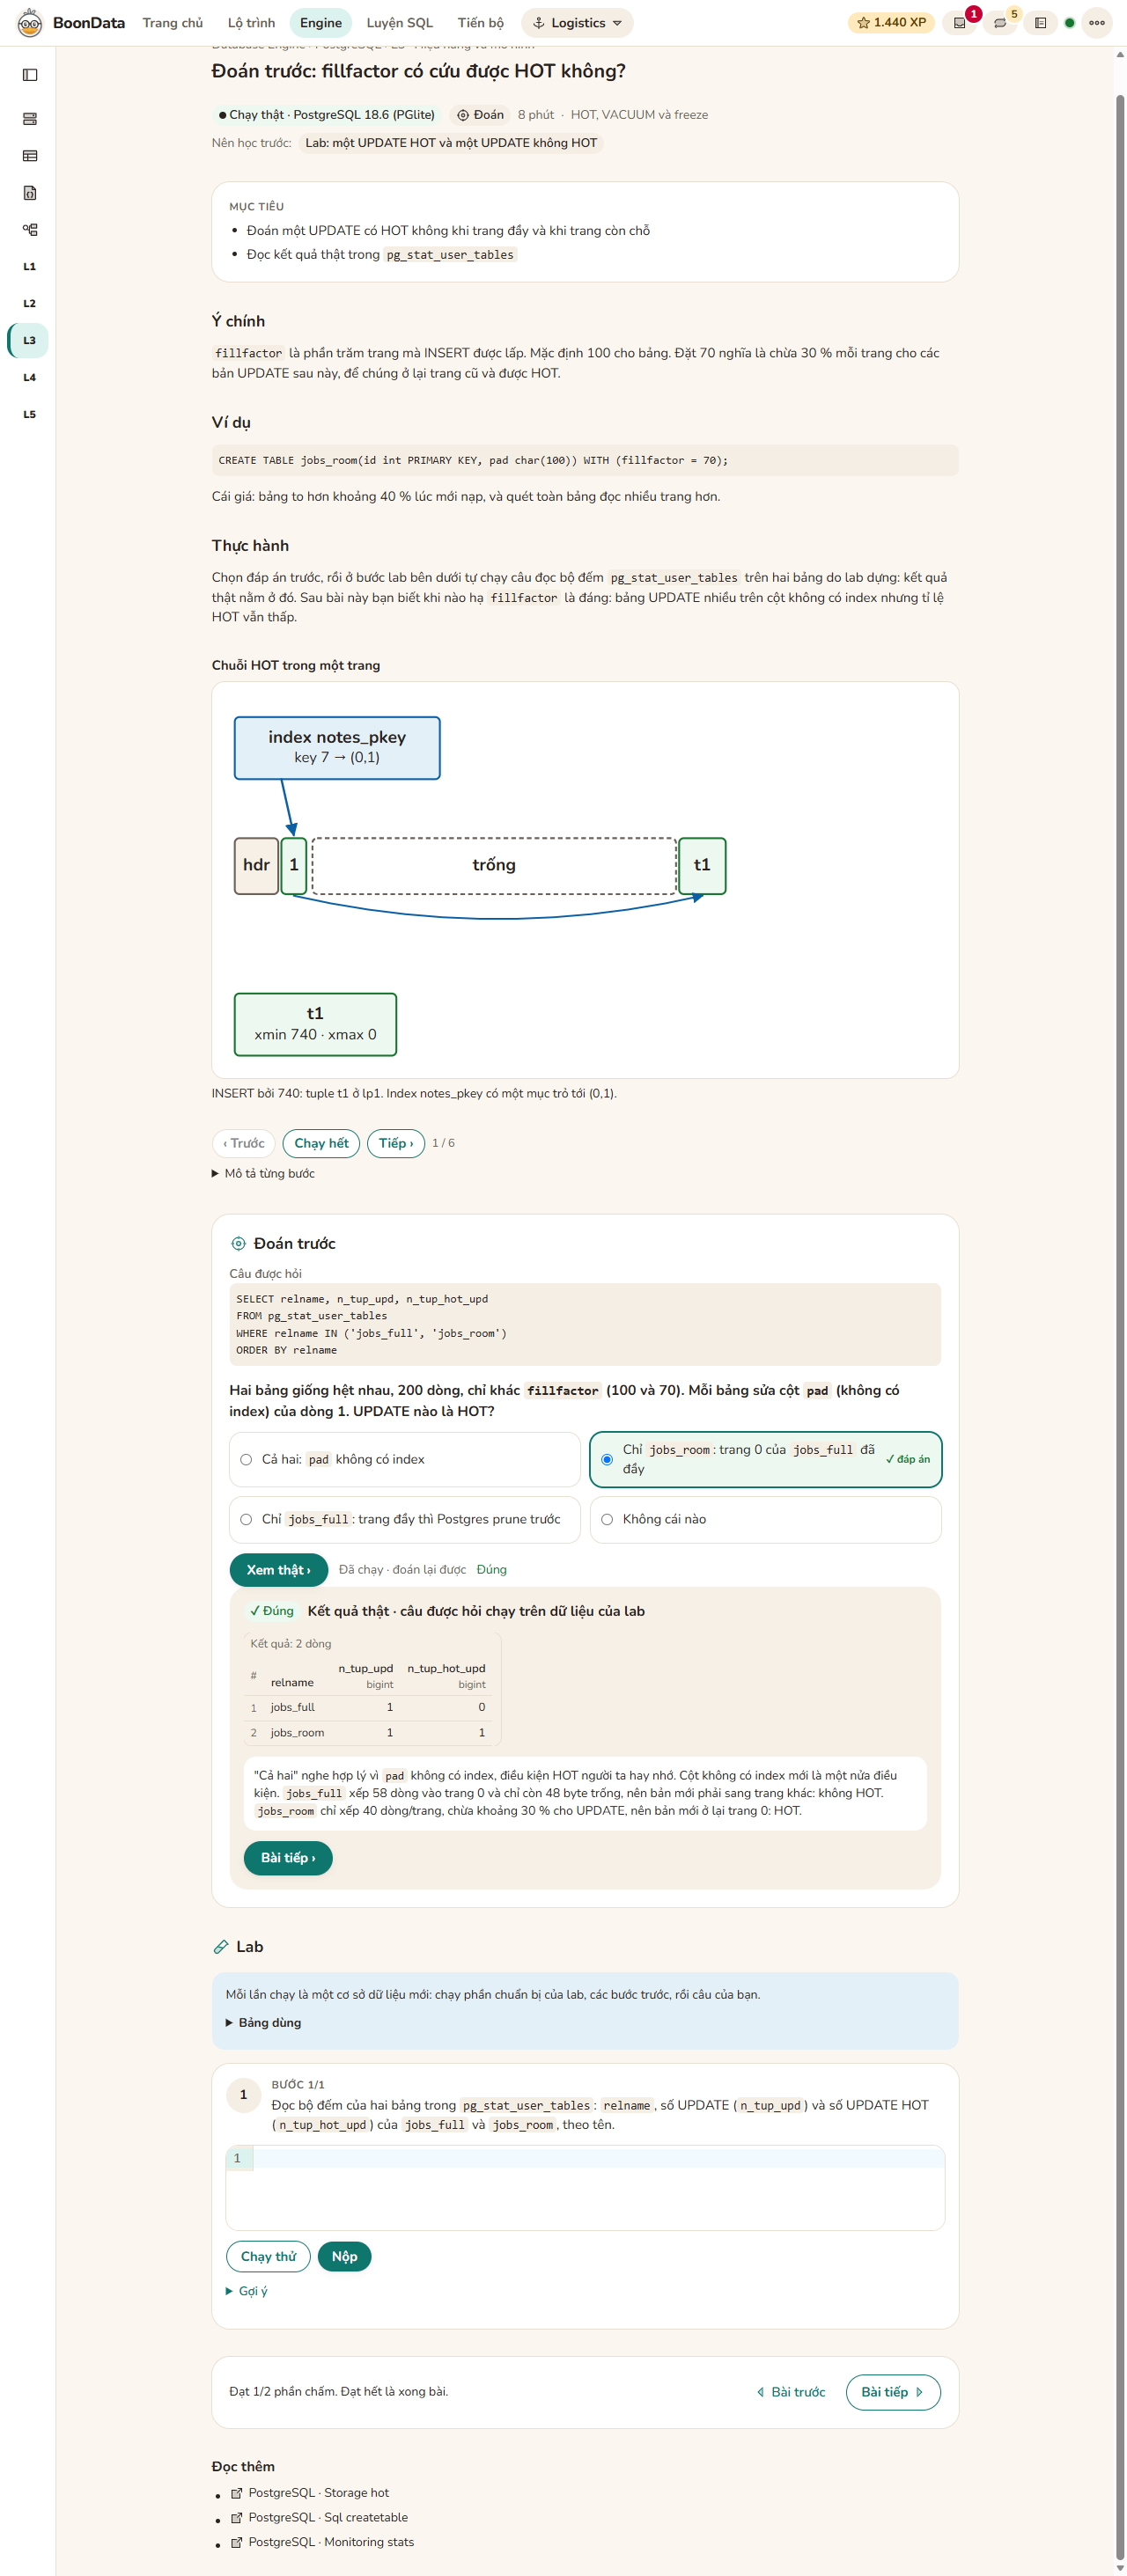 BoonData
Trang chủ
Lộ trình
Engine
Luyện SQL
Tiến bộ
Logistics
1.440 XP
1
5
L1
L2
L3
L4
L5
Đoán trước: fillfactor có cứu được HOT không?
Chạy thật · PostgreSQL 18.6 (PGlite)
Đoán
8 phút · HOT, VACUUM và freeze
Nên học trước: Lab: một UPDATE HOT và một UPDATE không HOT
MỤC TIÊU
• Đoán một UPDATE có HOT không khi trang đầy và khi trang còn chỗ
• Đọc kết quả thật trong pg_stat_user_tables
Ý chính
fillfactor là phần trăm trang mà INSERT được lấp. Mặc định 100 cho bảng. Đặt 70 nghĩa là chừa 30 % mỗi trang cho các
bản UPDATE sau này, để chúng ở lại trang cũ và được HOT.
Ví dụ
CREATE TABLE jobs_room(id int PRIMARY KEY, pad char(100)) WITH (fillfactor = 70);
Cái giá: bảng to hơn khoảng 40 % lúc mới nạp, và quét toàn bảng đọc nhiều trang hơn.
Thực hành
Chọn đáp án trước, rồi ở bước lab bên dưới tự chạy câu đọc bộ đếm pg_stat_user_tables trên hai bảng do lab dựng: kết quả
thật nằm ở đó. Sau bài này bạn biết khi nào hạ fillfactor là đáng: bảng UPDATE nhiều trên cột không có index nhưng tỉ lệ
HOT vẫn thấp.
Chuỗi HOT trong một trang
index notes_pkey
key 7 → (0,1)
hdr
1
trống
t1
t1
xmin 740 · xmax 0
INSERT bởi 740: tuple t1 ở lp1. Index notes_pkey có một mục trỏ tới (0,1).
‹ Trước
Chạy hết
Tiếp ›
1 / 6
Mô tả từng bước
Đoán trước
Câu được hỏi
SELECT relname, n_tup_upd, n_tup_hot_upd
FROM pg_stat_user_tables
WHERE relname IN ('jobs_full', 'jobs_room')
ORDER BY relname
Hai bảng giống hệt nhau, 200 dòng, chỉ khác fillfactor (100 và 70). Mỗi bảng sửa cột pad (không có
index) của dòng 1. UPDATE nào là HOT?
Cả hai: pad không có index
Chỉ jobs_room: trang 0 của jobs_full đã
đầy
✓ đáp án
Chỉ jobs_full: trang đầy thì Postgres prune trước
Không cái nào
Xem thật ›
Đã chạy · đoán lại được
Đúng
✓ Đúng
Kết quả thật · câu được hỏi chạy trên dữ liệu của lab
Kết quả: 2 dòng
# relname n_tup_upd bigint n_tup_hot_upd bigint
1 jobs_full 1 0
2 jobs_room 1 1
"Cả hai" nghe hợp lý vì pad không có index, điều kiện HOT người ta hay nhớ. Cột không có index mới là một nửa điều
kiện. jobs_full xếp 58 dòng vào trang 0 và chỉ còn 48 byte trống, nên bản mới phải sang trang khác: không HOT.
jobs_room chỉ xếp 40 dòng/trang, chừa khoảng 30 % cho UPDATE, nên bản mới ở lại trang 0: HOT.
Bài tiếp ›
Lab
Mỗi lần chạy là một cơ sở dữ liệu mới: chạy phần chuẩn bị của lab, các bước trước, rồi câu của bạn.
Bảng dùng
1
BƯỚC 1/1
Đọc bộ đếm của hai bảng trong pg_stat_user_tables: relname, số UPDATE (n_tup_upd) và số UPDATE HOT
(n_tup_hot_upd) của jobs_full và jobs_room, theo tên.
1
Chạy thử
Nộp
Gợi ý
Đạt 1/2 phần chấm. Đạt hết là xong bài.
Bài trước
Bài tiếp
Đọc thêm
• PostgreSQL · Storage hot
• PostgreSQL · Sql createtable
• PostgreSQL · Monitoring stats